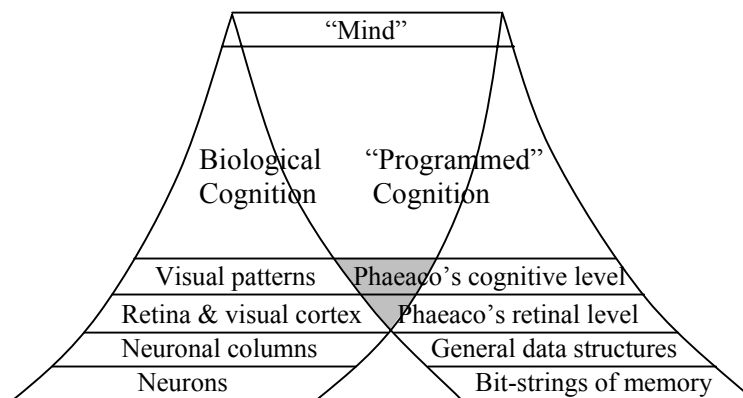 “Mind”
Biological
Cognition
“Programmed”
Cognition
Visual patterns
Phaeaco’s cognitive level
Retina & visual cortex
Phaeaco’s retinal level
Neuronal columns
General data structures
Neurons
Bit-strings of memory